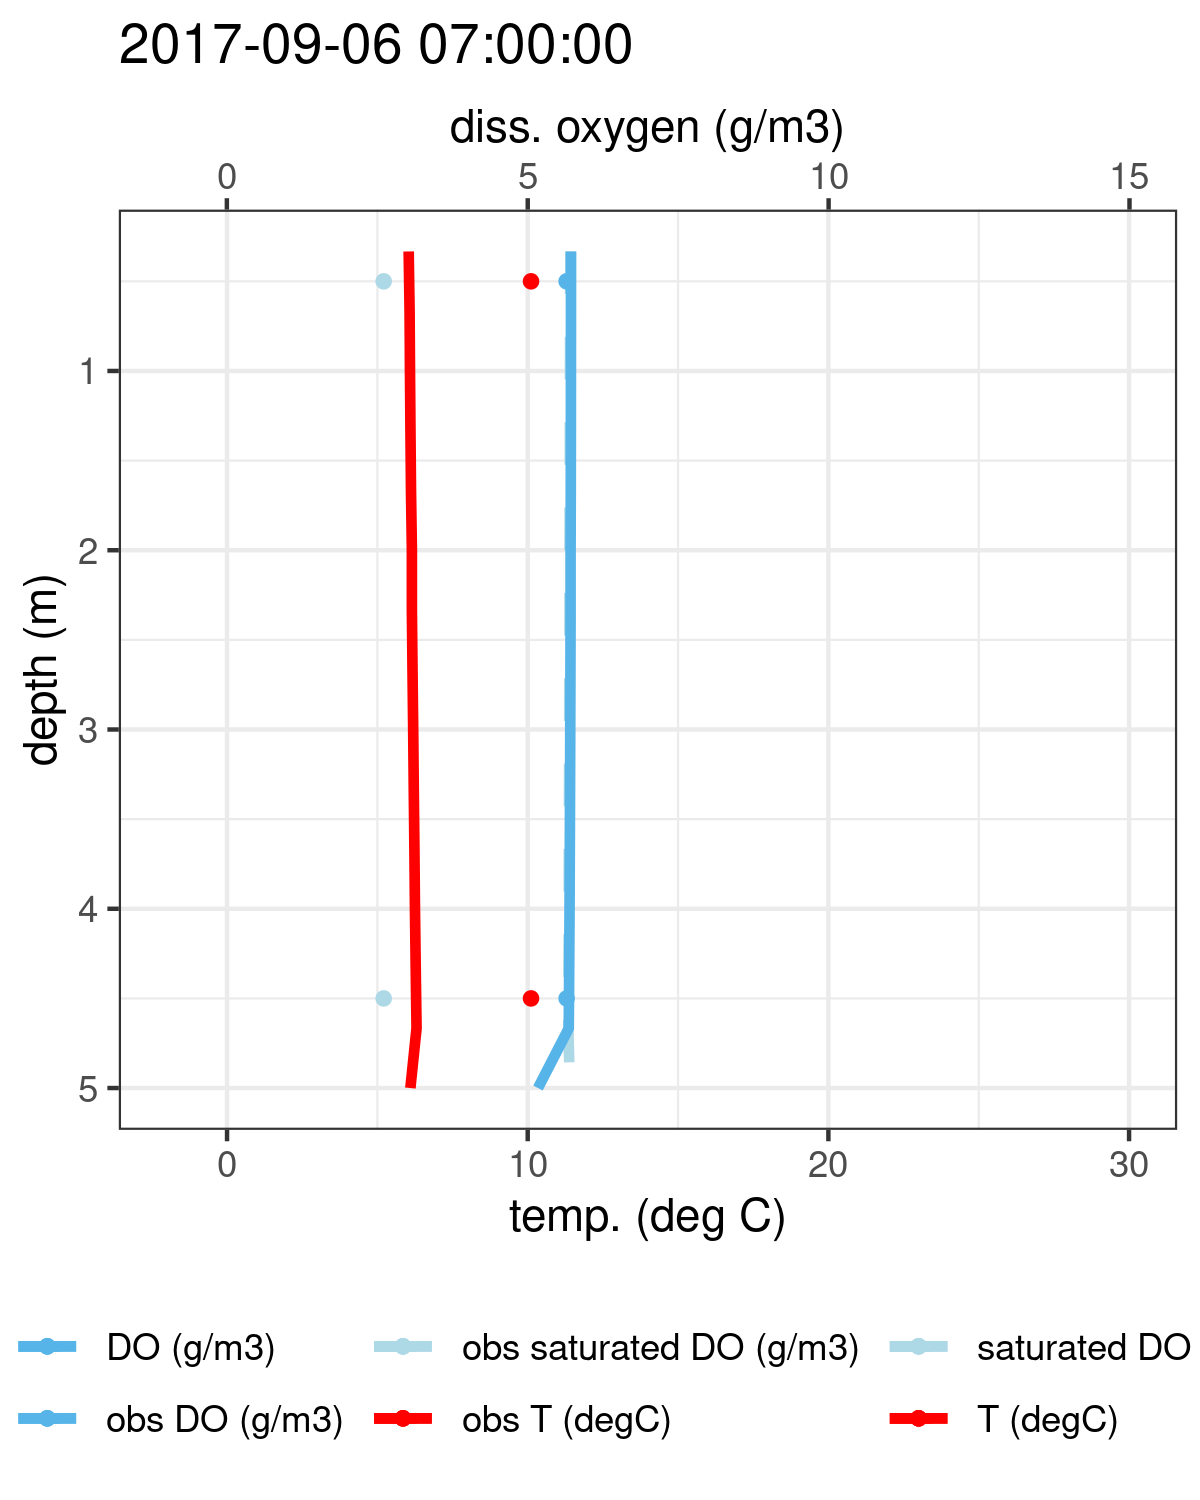 2017-09-06 07:00:00
diss. oxygen (g/m3)
0 5 10 15
depth (m)
1
2
3
4
5
0 10 20 30
temp. (deg C)
DO (g/m3) obs saturated DO (g/m3) saturated DO
obs DO (g/m3) obs T (degC) T (degC)